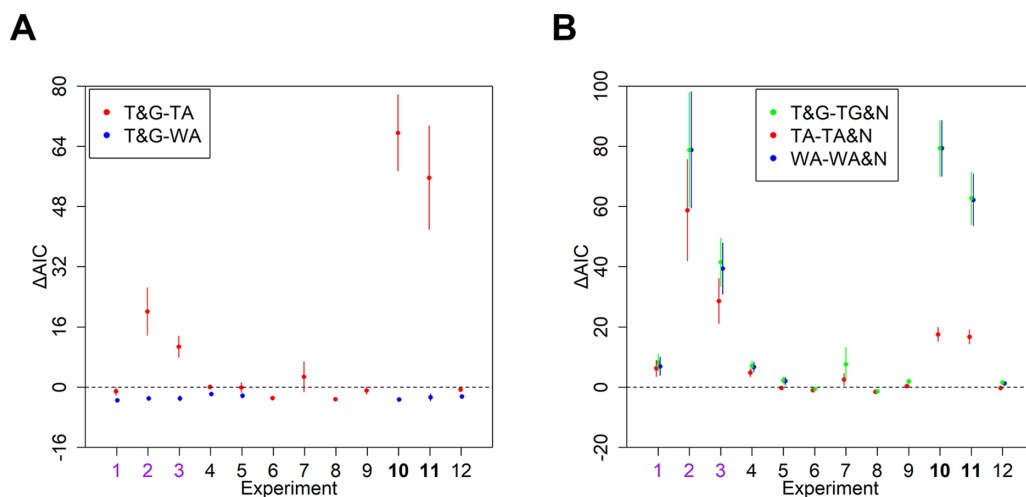 A
80
64
48
32
16
0
-16
ΔAIC
T&G-TA
T&G-WA
1 2 3 4 5 6 7 8 9 10 11 12
Experiment
B
100
80
60
40
20
0
-20
ΔAIC
T&G-TG&N
TA-TA&N
WA-WA&N
1 2 3 4 5 6 7 8 9 10 11 12
Experiment